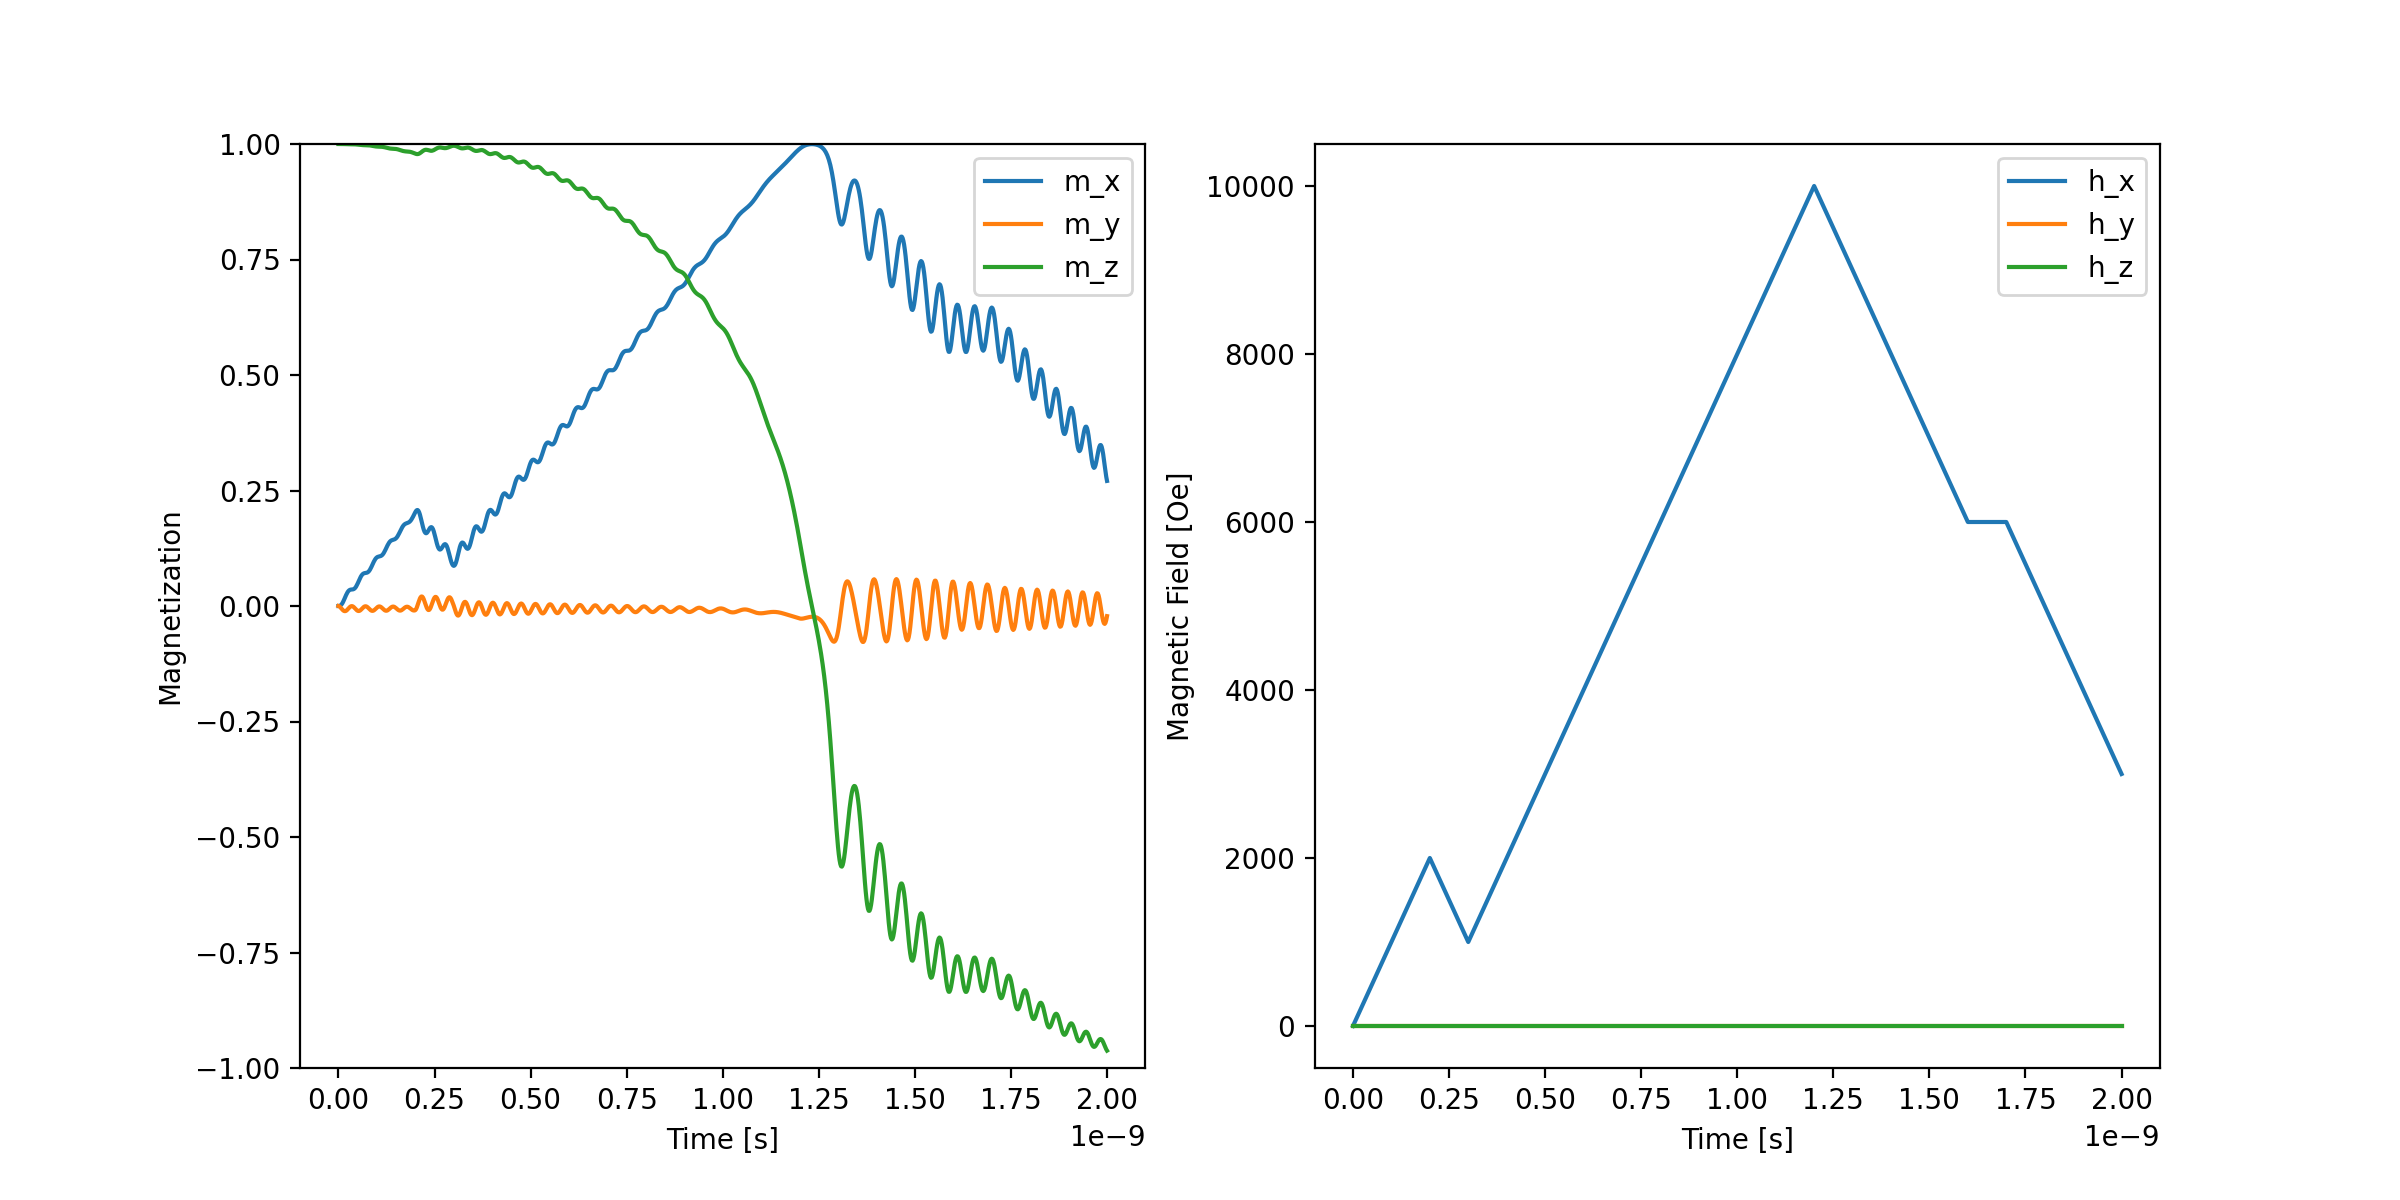 1.00
0.75
0.50
0.25
0.00
−0.25
−0.50
−0.75
−1.00
Magnetization
m_x
m_y
m_z
0.00 0.25 0.50 0.75 1.00 1.25 1.50 1.75 2.00
Time [s]
1e−9
10000
8000
6000
4000
2000
0
Magnetic Field [Oe]
h_x
h_y
h_z
0.00 0.25 0.50 0.75 1.00 1.25 1.50 1.75 2.00
Time [s]
1e−9